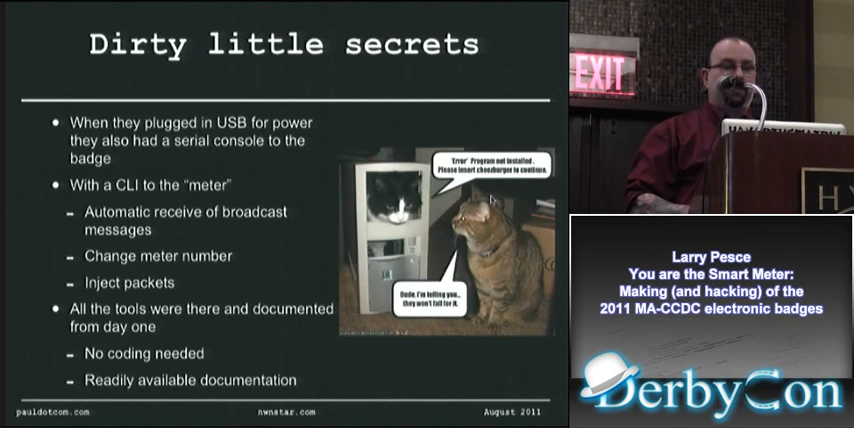 Dirty little secrets
When they plugged in USB for power
they also had a serial console to the
badge
With a CLI to the “meter”
Automatic receive of broadcast
messages
Change meter number
Inject packets
All the tools were there and documented
from day one
No coding needed
Readily available documentation
'Error' Program not installed.
Please insert cheezburger to continue.
Dude, I'm telling you...
they won't fall for it.
pauldotcom.com
nwnstar.com
August 2011
EXIT
Larry Pesce
You are the Smart Meter:
Making (and hacking) of the
2011 MA-CCDC electronic badges
DerbyCon